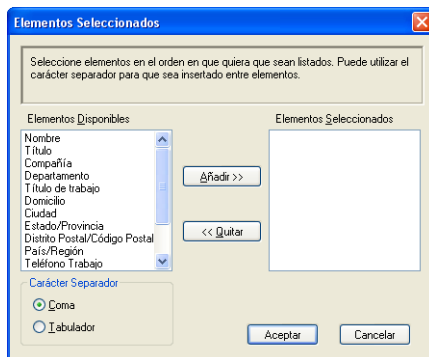 Elementos Seleccionados
Seleccione elementos en el orden en que quiera que sean listados. Puede utilizar el
carácter separador para que sea insertado entre elementos.
Elementos Disponibles
Elementos Seleccionados
Nombre
Título
Compañía
Departamento
Título de trabajo
Domicilio
Ciudad
Estado/Provincia
Distrito Postal/Código Postal
País/Región
Teléfono Trabajo
Añadir >>
<< Quitar
Carácter Separador
Coma
Tabulador
Aceptar
Cancelar